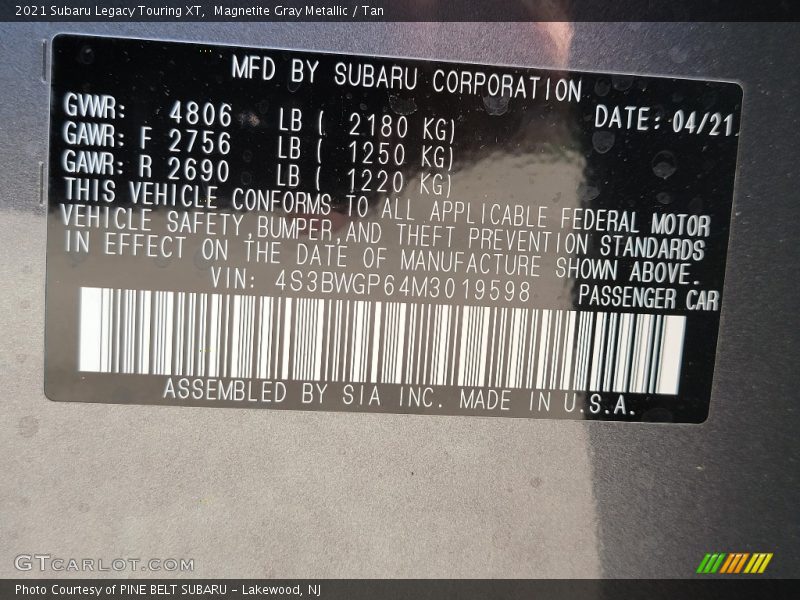 2021 Subaru Legacy Touring XT, Magnetite Gray Metallic / Tan
MFD BY SUBARU CORPORATION
GVWR: 4806 LB ( 2180 KG) DATE: 04/21
GAWR: F 2756 LB ( 1250 KG)
GAWR: R 2690 LB ( 1220 KG)
THIS VEHICLE CONFORMS TO ALL APPLICABLE FEDERAL MOTOR
VEHICLE SAFETY,BUMPER,AND THEFT PREVENTION STANDARDS
IN EFFECT ON THE DATE OF MANUFACTURE SHOWN ABOVE.
VIN: 4S3BWGP64M3019598 PASSENGER CAR
ASSEMBLED BY SIA INC. MADE IN U.S.A.
GTCARLOT.COM
Photo Courtesy of PINE BELT SUBARU - Lakewood, NJ